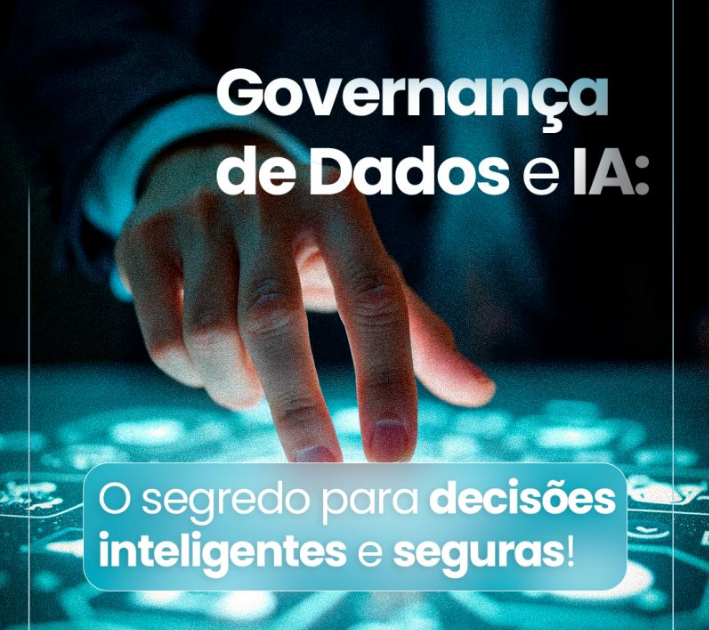 Governança
de Dados e IA:
O segredo para decisões
inteligentes e seguras!